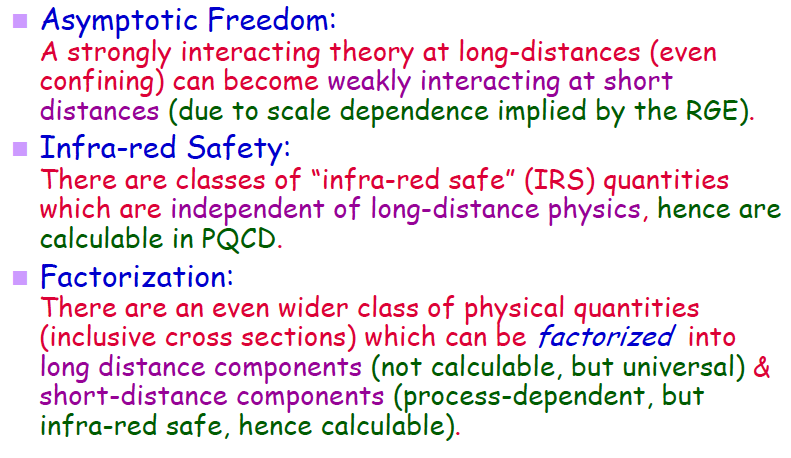 Asymptotic Freedom:
A strongly interacting theory at long-distances (even
confining) can become weakly interacting at short
distances (due to scale dependence implied by the RGE).
Infra-red Safety:
There are classes of “infra-red safe” (IRS) quantities
which are independent of long-distance physics, hence are
calculable in PQCD.
Factorization:
There are an even wider class of physical quantities
(inclusive cross sections) which can be factorized into
long distance components (not calculable, but universal) &
short-distance components (process-dependent, but
infra-red safe, hence calculable).